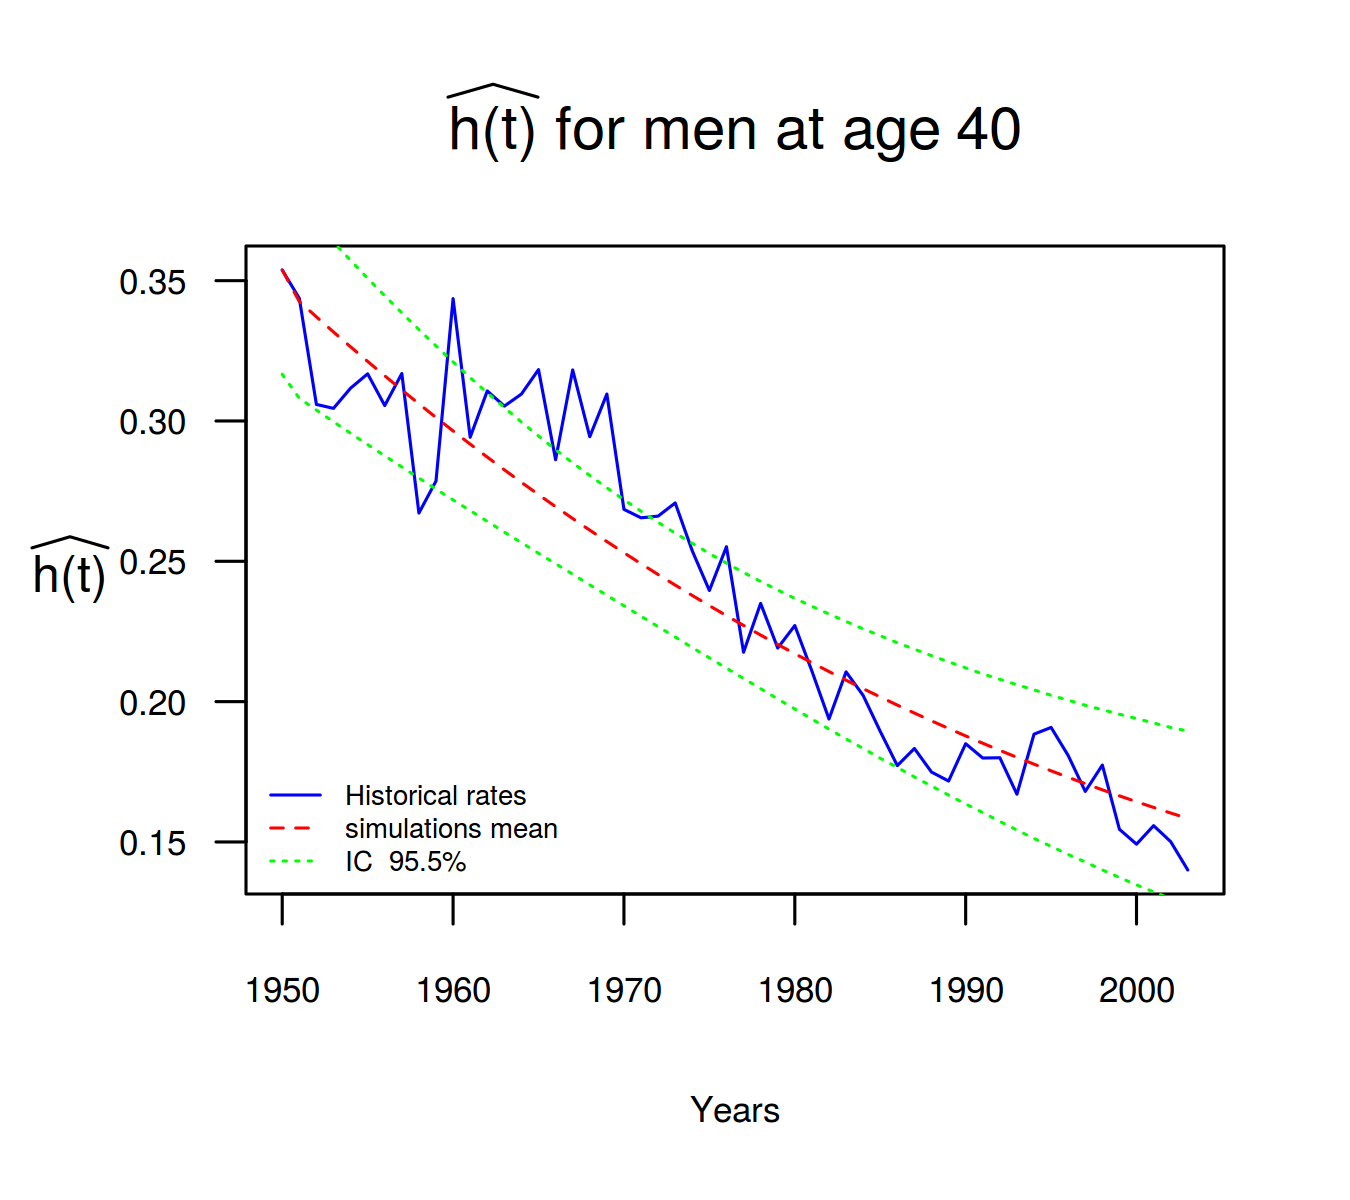 h(t) for men at age 40
0.35
0.30
0.25
0.20
0.15
h(t)
Historical rates
simulations mean
IC  95.5%
1950 1960 1970 1980 1990 2000
Years